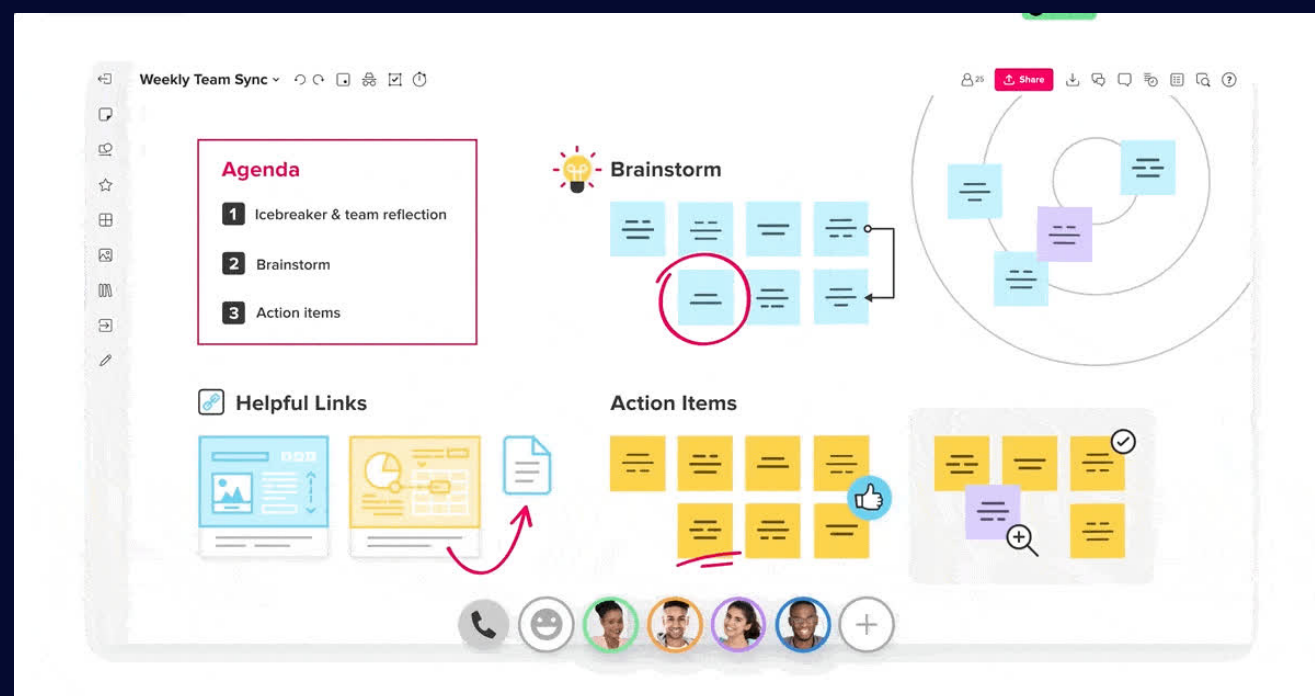 Weekly Team Sync
25
Share
Agenda
1 Icebreaker & team reflection
2 Brainstorm
3 Action items
Brainstorm
Helpful Links
Action Items